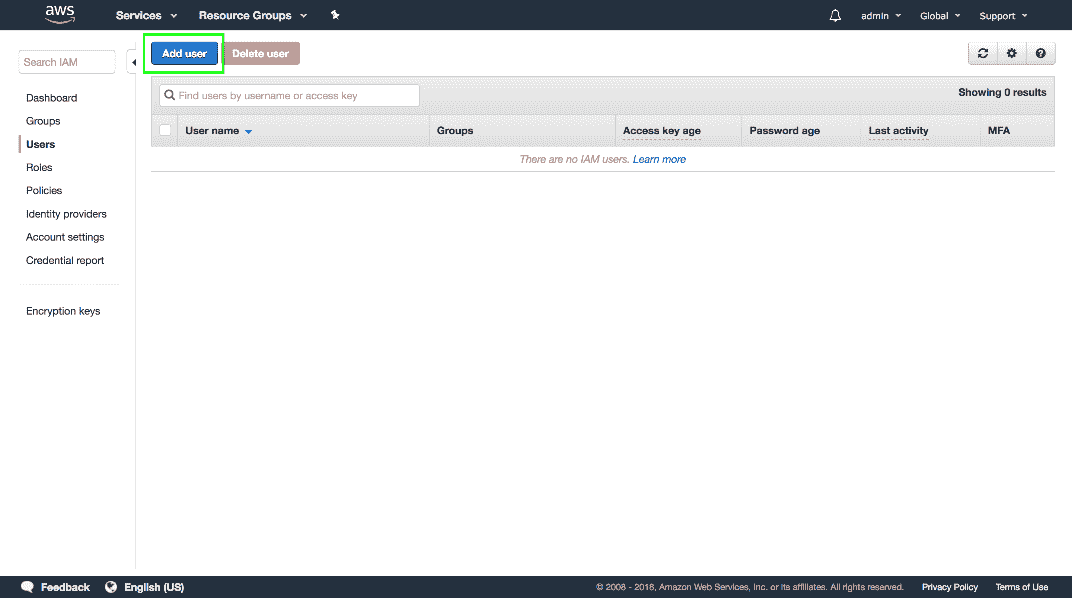 aws Services Resource Groups admin Global Support
Search IAM
Add user Delete user
Find users by username or access key
Showing 0 results
User name Groups Access key age Password age Last activity MFA
There are no IAM users. Learn more
Dashboard
Groups
Users
Roles
Policies
Identity providers
Account settings
Credential report
Encryption keys
Feedback English (US) © 2008 - 2018, Amazon Web Services, Inc. or its affiliates. All rights reserved. Privacy Policy Terms of Use